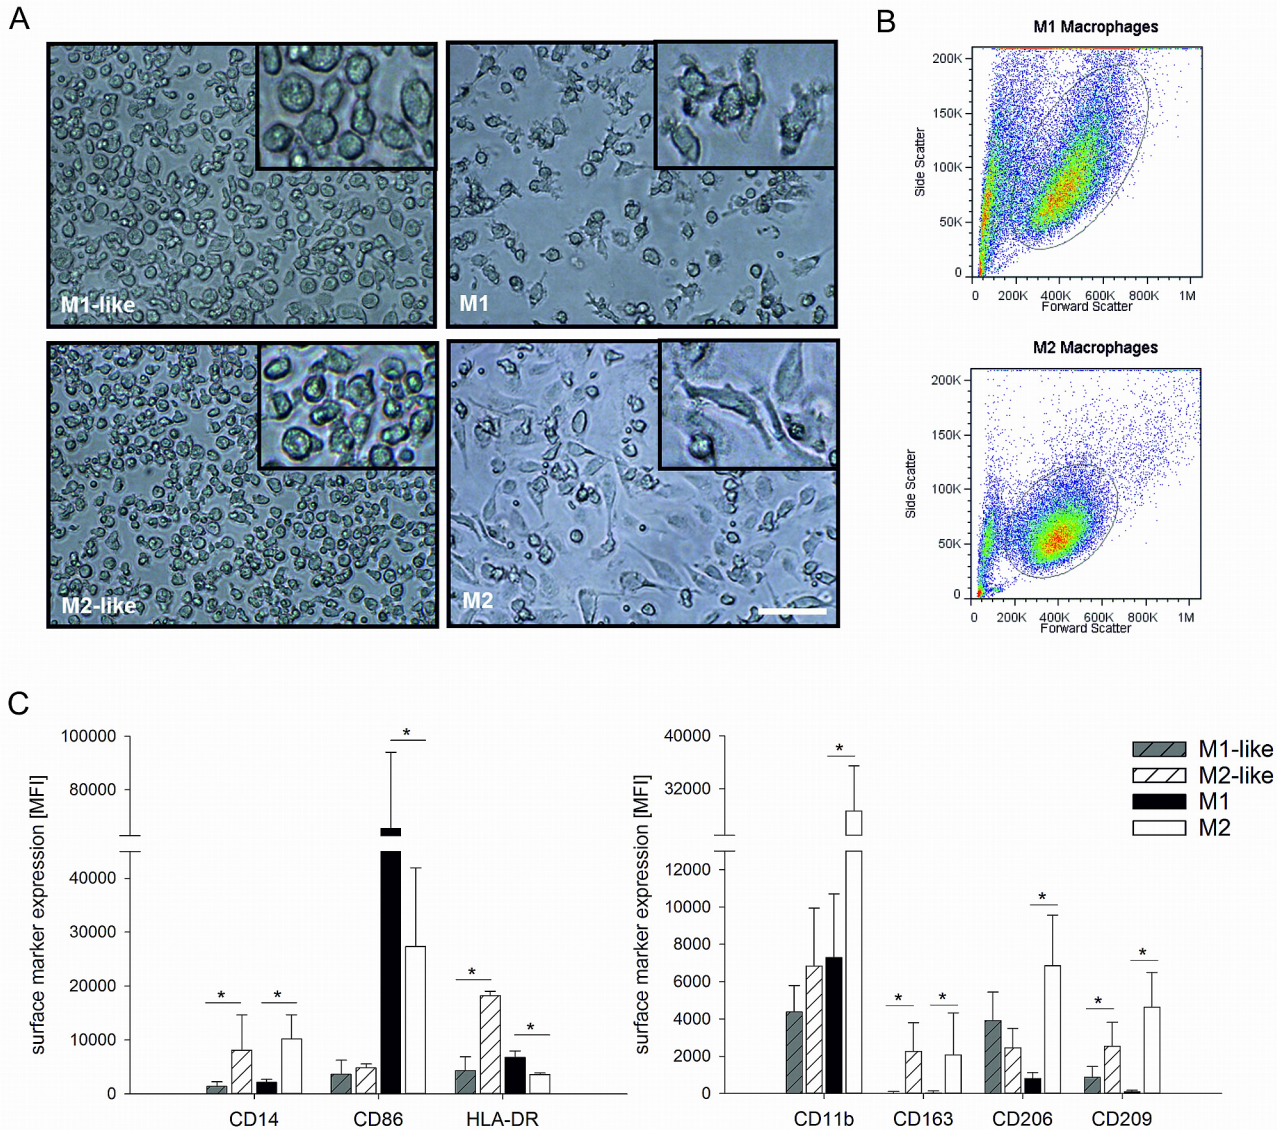 A
M1-like
M1
M2-like
M2
B
M1 Macrophages
Side Scatter
200K
150K
100K
50K
0
0 200K 400K 600K 800K 1M
Forward Scatter
M2 Macrophages
Side Scatter
200K
150K
100K
50K
0
0 200K 400K 600K 800K 1M
Forward Scatter
C
surface marker expression [MFI]
100000
80000
40000
30000
20000
10000
0
* * * * *
CD14 CD86 HLA-DR
surface marker expression [MFI]
40000
32000
12000
10000
8000
6000
4000
2000
0
* * * * * *
CD11b CD163 CD206 CD209
M1-like
M2-like
M1
M2